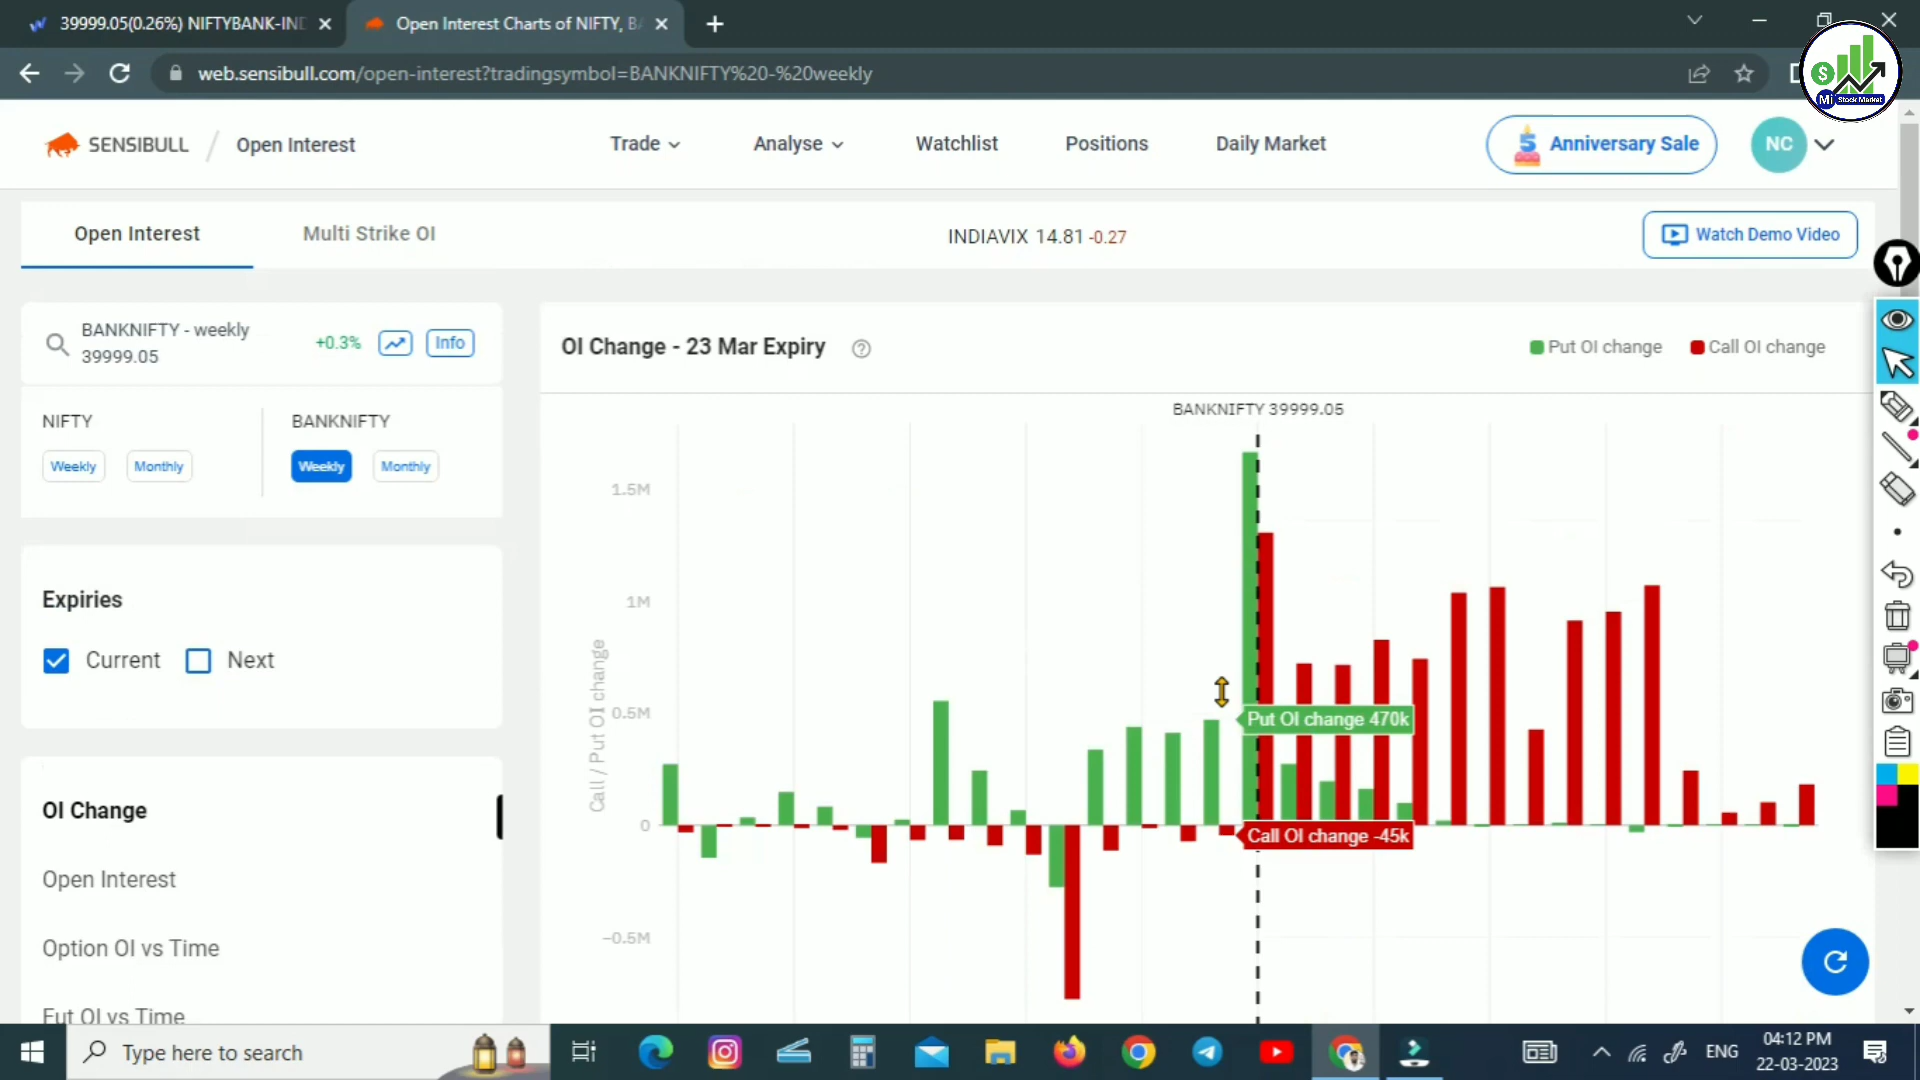 39999.05(0.26%) NIFTYBANK-IND
Open Interest Charts of NIFTY, BA
web.sensibull.com/open-interest?tradingsymbol=BANKNIFTY%20-%20weekly
$
Mi Stock Market
SENSIBULL / Open Interest
Trade
Analyse
Watchlist
Positions
Daily Market
5 Anniversary Sale
NC
Open Interest
Multi Strike OI
INDIAVIX 14.81 -0.27
Watch Demo Video
BANKNIFTY - weekly
39999.05
+0.3%
Info
NIFTY
Weekly
Monthly
BANKNIFTY
Weekly
Monthly
Expiries
Current
Next
OI Change
Open Interest
Option OI vs Time
Fut OI vs Time
OI Change - 23 Mar Expiry
Put OI change
Call OI change
BANKNIFTY 39999.05
1.5M
1M
0.5M
0
-0.5M
Call / Put OI change
Put OI change 470k
Call OI change -45k
Type here to search
ENG
04:12 PM
22-03-2023